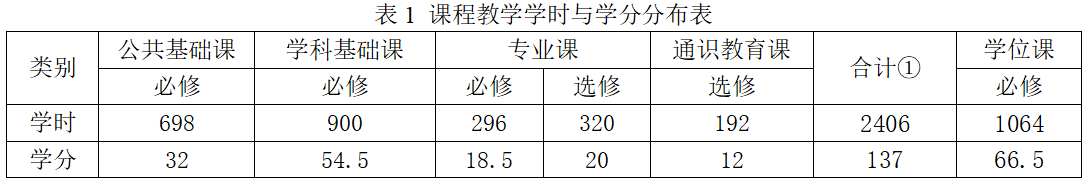 表 1 课程教学学时与学分分布表
类别 公共基础课 学科基础课 专业课 通识教育课 合计① 学位课
必修 必修 必修 选修 选修 必修
学时 698 900 296 320 192 2406 1064
学分 32 54.5 18.5 20 12 137 66.5